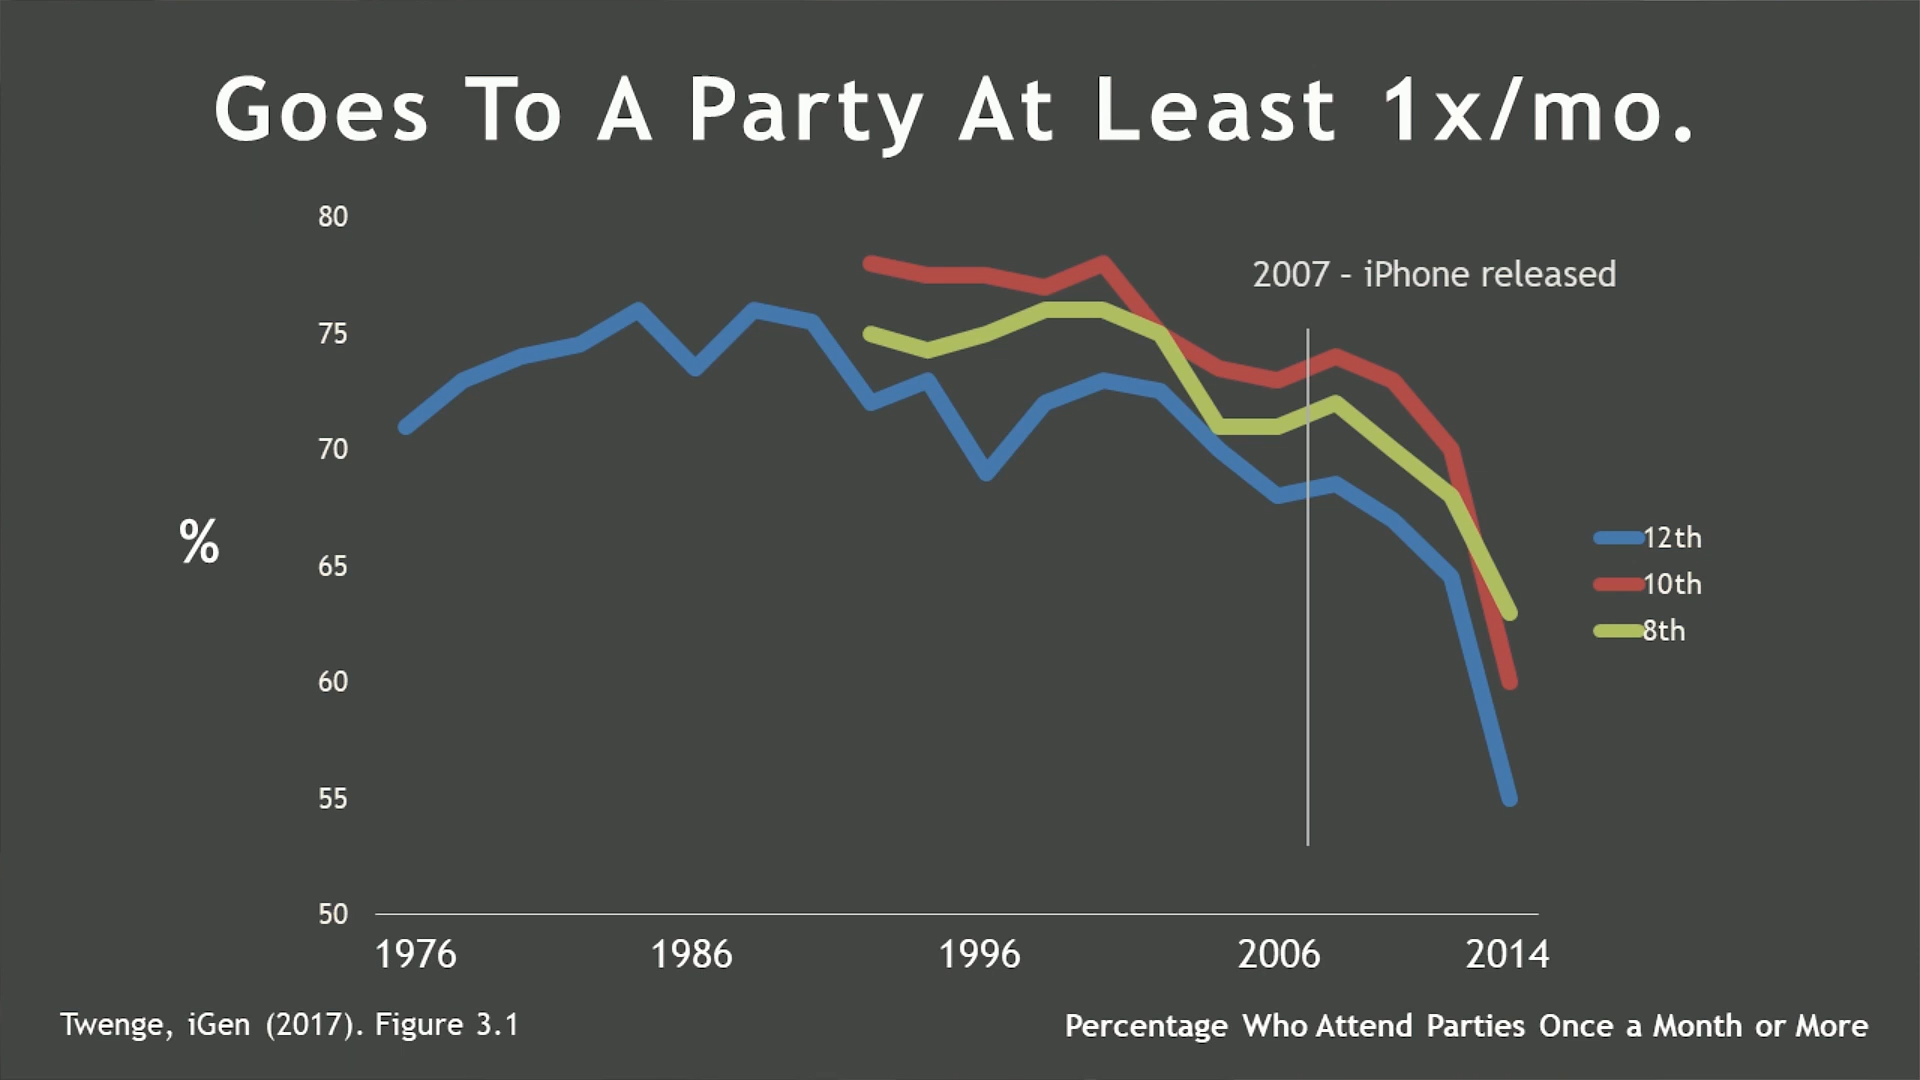 Goes To A Party At Least 1x/mo.
80
2007 - iPhone released
75
70
%
65
12th
10th
8th
60
55
50
1976 1986 1996 2006 2014
Twenge, iGen (2017). Figure 3.1
Percentage Who Attend Parties Once a Month or More